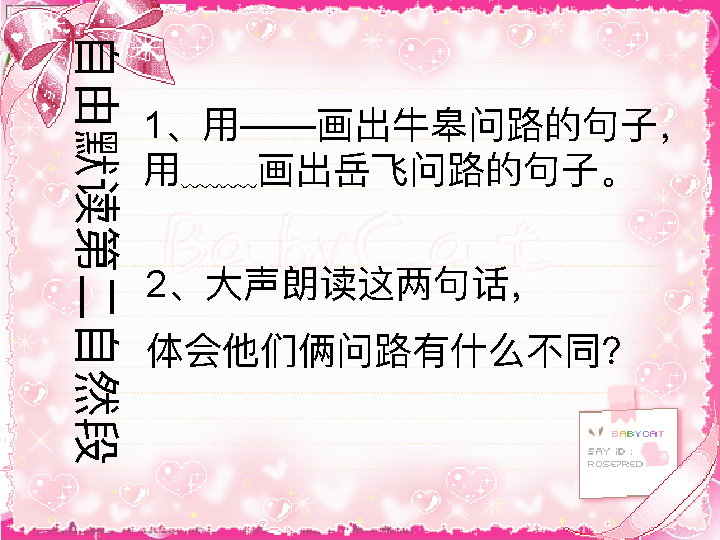 自由默读第二自然段
1、用——画出牛皋问路的句子，
用﹏﹏画出岳飞问路的句子。
BabyCat
2、大声朗读这两句话，
体会他们俩问路有什么不同？
BABYCAT
SAY ID :
ROSE7RED